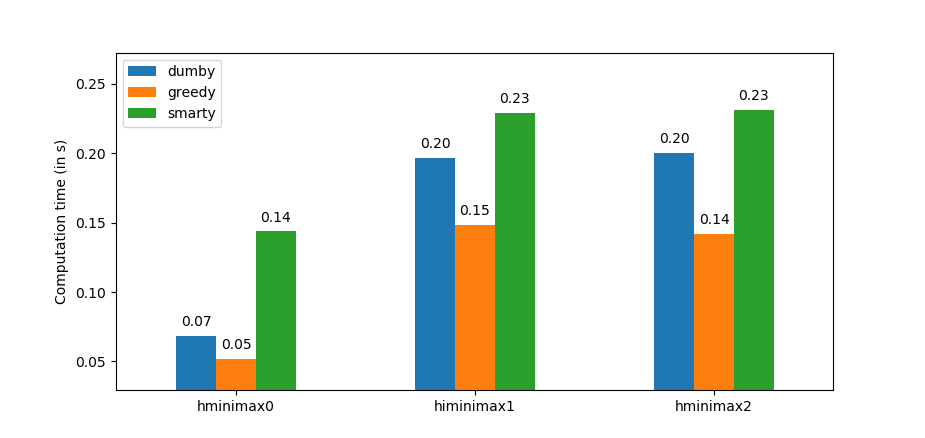 dumby
greedy
smarty
Computation time (in s)
0.25
0.20
0.15
0.10
0.05
0.07
0.05
0.14
0.20
0.15
0.23
0.20
0.14
0.23
hminimax0
himinimax1
hminimax2